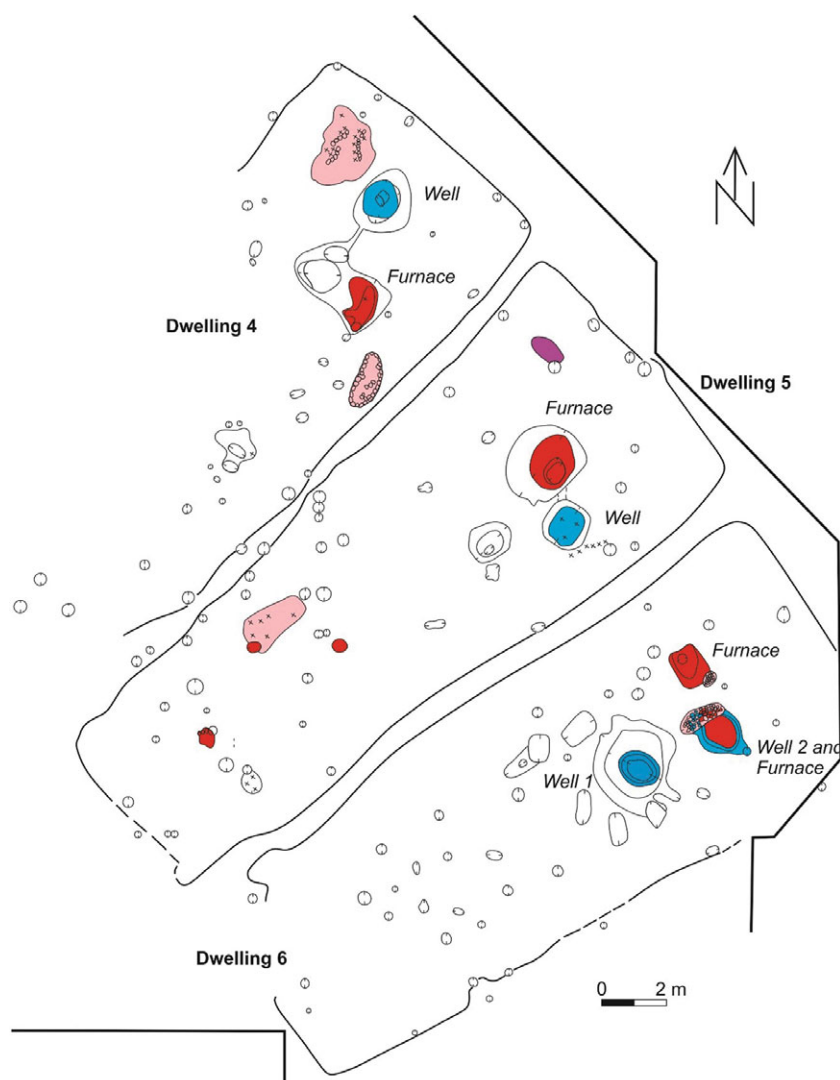 N
Well
Furnace
Dwelling 4
Dwelling 5
Furnace
Well
Furnace
Well 2 and
Furnace
Well 1
Dwelling 6
0 2 m